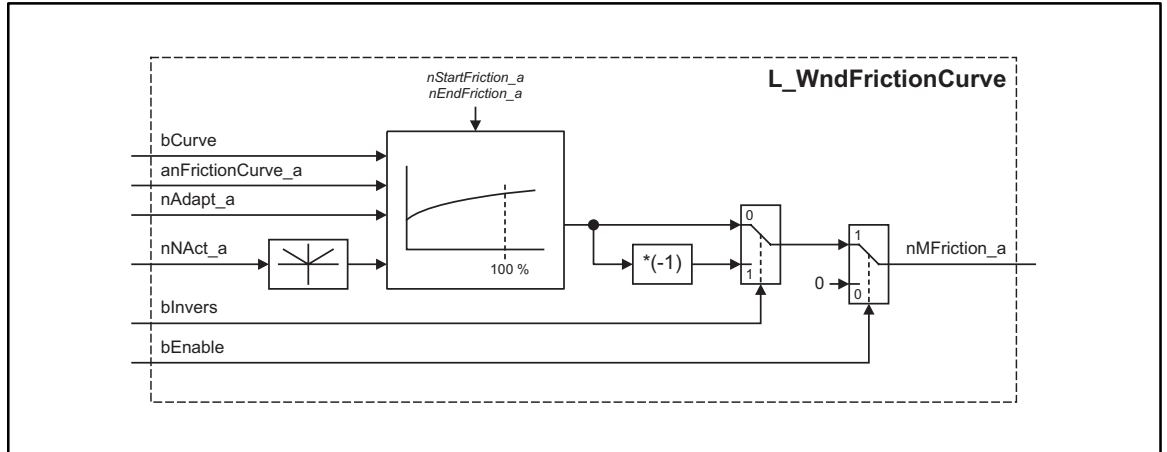 L_WndFrictionCurve
nStartFriction_a
nEndFriction_a
bCurve
anFrictionCurve_a
nAdapt_a
nNAct_a
100 %
*(-1)
0
1
1
0
0
nMFriction_a
bInvers
bEnable